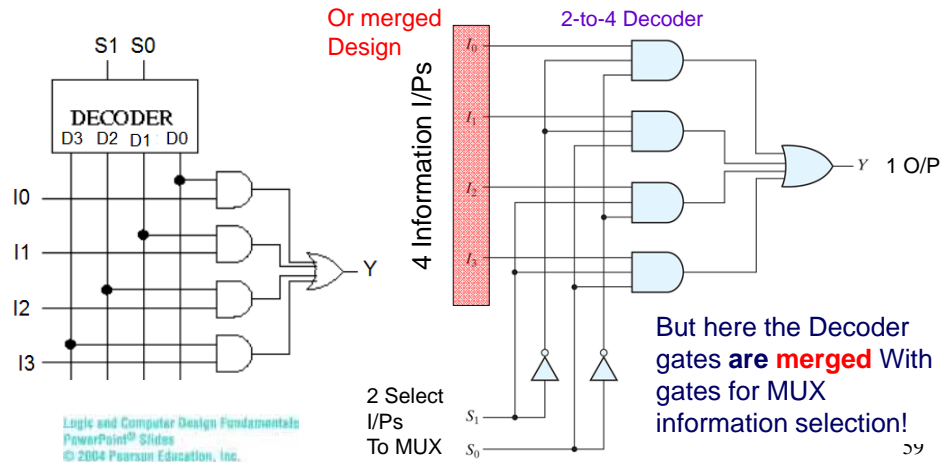 S1 S0
DECODER
D3 D2 D1 D0
I0
I1
I2
I3
Y
Logic and Computer Design Fundamentals
PowerPoint® Slides
© 2004 Pearson Education, Inc.
Or merged
Design
2-to-4 Decoder
4 Information I/Ps
I0
I1
I2
I3
Y 1 O/P
2 Select
I/Ps
To MUX
S1
S0
But here the Decoder
gates are merged With
gates for MUX
information selection!
59